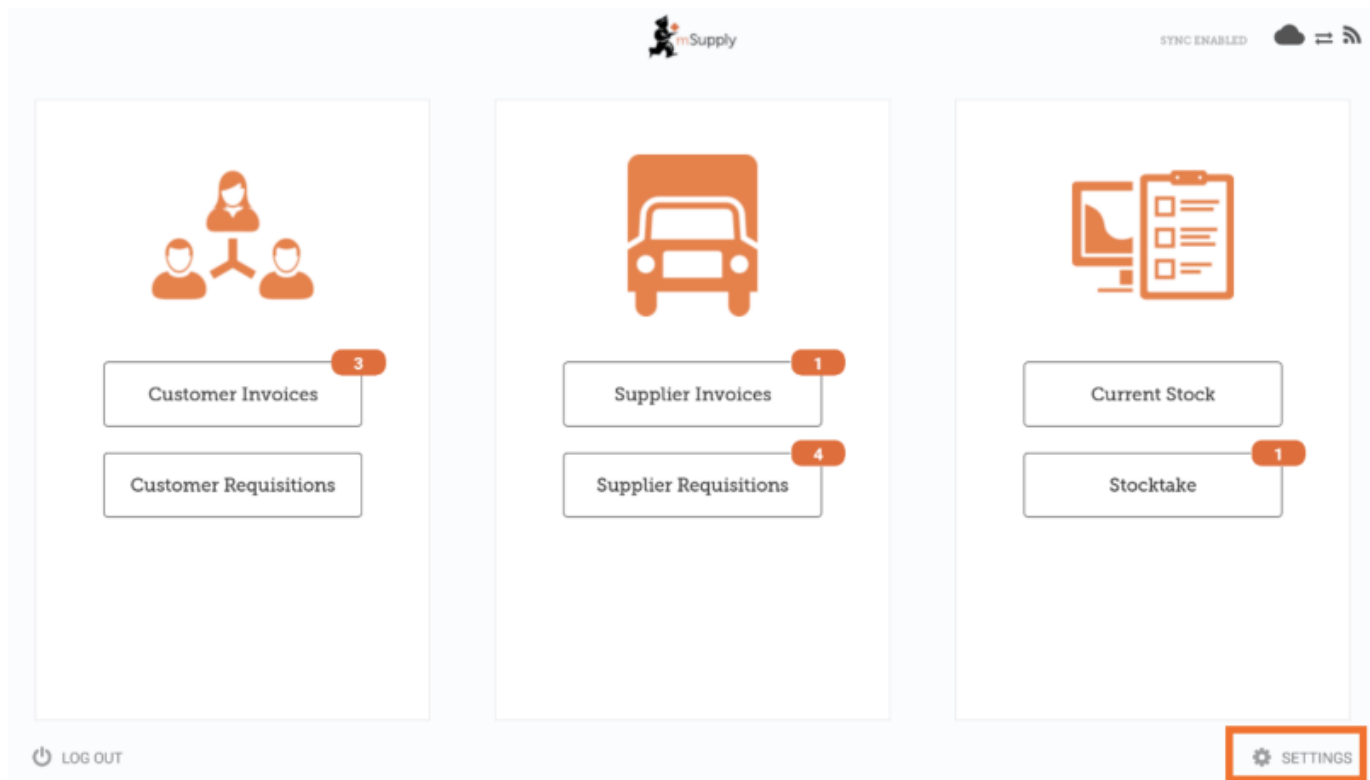 mSupply
SYNC ENABLED
3
Customer Invoices
Customer Requisitions
1
Supplier Invoices
4
Supplier Requisitions
Current Stock
1
Stocktake
LOG OUT
SETTINGS